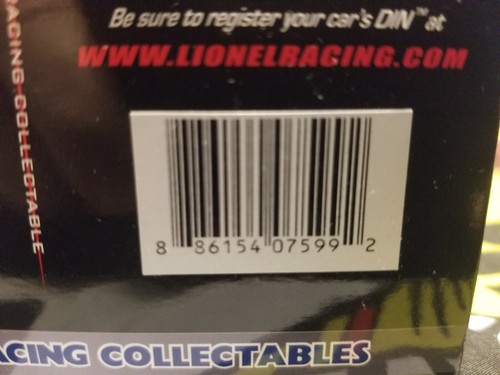 Be sure to register your car's DIN™ at
WWW.LIONELRACING.COM
RACING COLLECTABLE
8 86154 07599 2
ACING COLLECTABLES